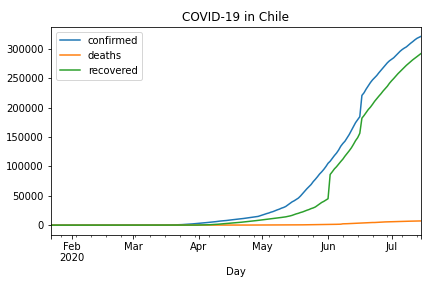 COVID-19 in Chile
confirmed
deaths
recovered
300000
250000
200000
150000
100000
50000
0
Feb Mar Apr May Jun Jul
2020
Day